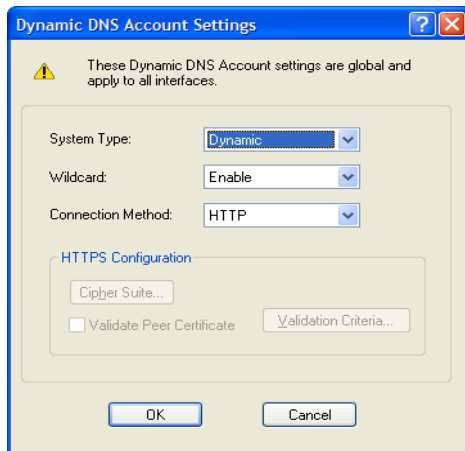 Dynamic DNS Account Settings
These Dynamic DNS Account settings are global and
apply to all interfaces.
System Type: Dynamic
Wildcard: Enable
Connection Method: HTTP
HTTPS Configuration
Cipher Suite...
Validate Peer Certificate Validation Criteria...
OK Cancel